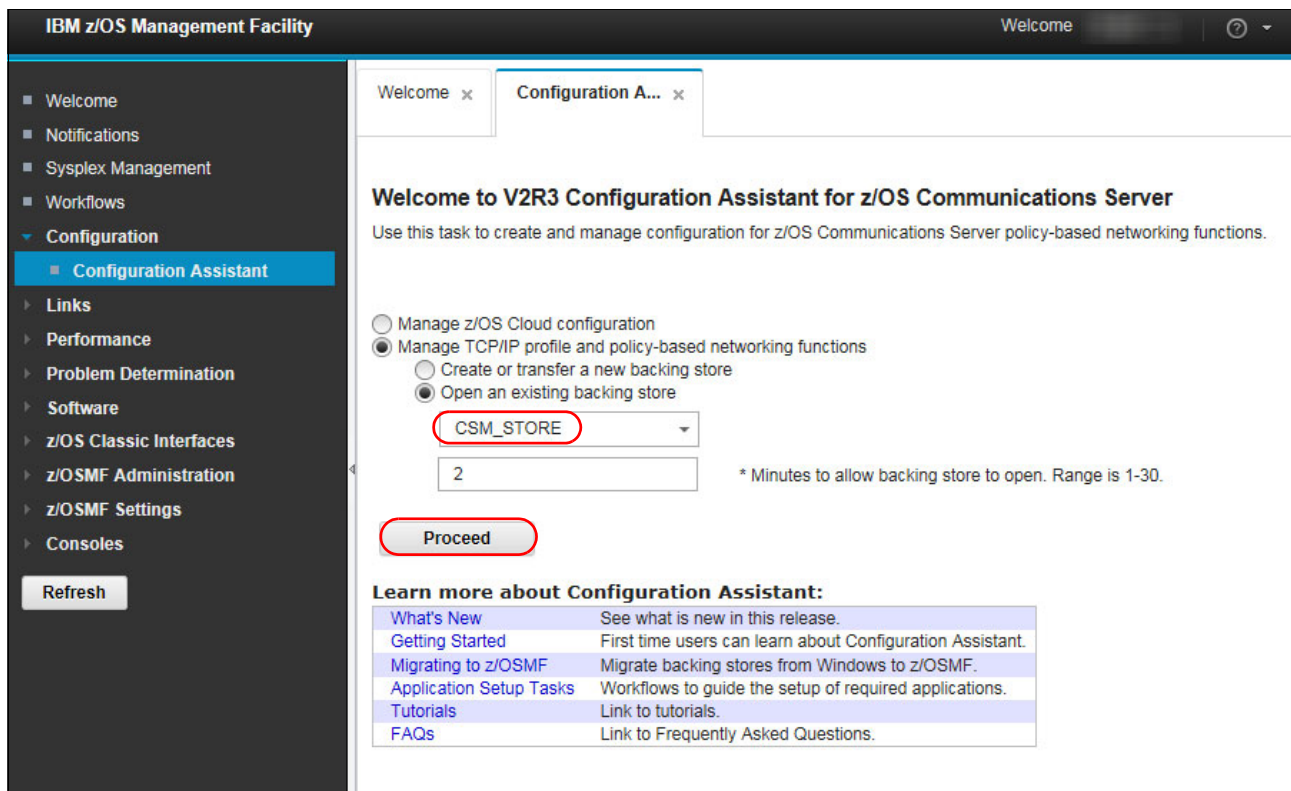 IBM z/OS Management Facility
Welcome
Welcome
Notifications
Sysplex Management
Workflows
Configuration
Configuration Assistant
Links
Performance
Problem Determination
Software
z/OS Classic Interfaces
z/OSMF Administration
z/OSMF Settings
Consoles
Refresh
Welcome x
Configuration A... x
Welcome to V2R3 Configuration Assistant for z/OS Communications Server
Use this task to create and manage configuration for z/OS Communications Server policy-based networking functions.
Manage z/OS Cloud configuration
Manage TCP/IP profile and policy-based networking functions
Create or transfer a new backing store
Open an existing backing store
CSM_STORE
2 * Minutes to allow backing store to open. Range is 1-30.
Proceed
Learn more about Configuration Assistant:
What's New See what is new in this release.
Getting Started First time users can learn about Configuration Assistant.
Migrating to z/OSMF Migrate backing stores from Windows to z/OSMF.
Application Setup Tasks Workflows to guide the setup of required applications.
Tutorials Link to tutorials.
FAQs Link to Frequently Asked Questions.